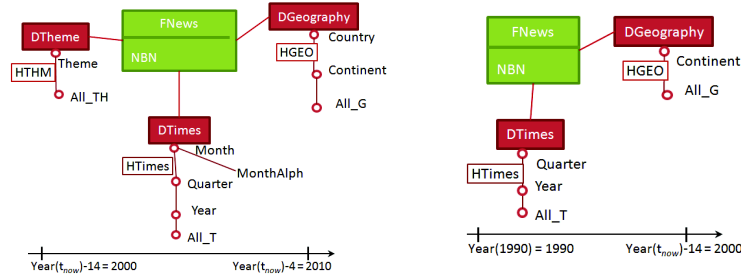 FNews
NBN
DTheme
Theme
HTHM
All_TH
DGeography
Country
HGEO
Continent
All_G
DTimes
Month
HTimes
MonthAlph
Quarter
Year
All_T
Year(tnow)-14 = 2000
Year(tnow)-4 = 2010
FNews
NBN
DGeography
Continent
HGEO
All_G
DTimes
Quarter
HTimes
Year
All_T
Year(1990) = 1990
Year(tnow)-14 = 2000